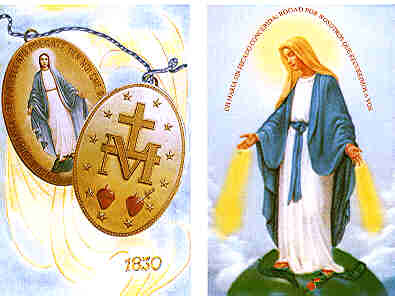 1830
OH MARIA SIN PECADO CONCEBIDA, ROGAD POR NOSOTROS, QUE RECURRIMOS A VOS